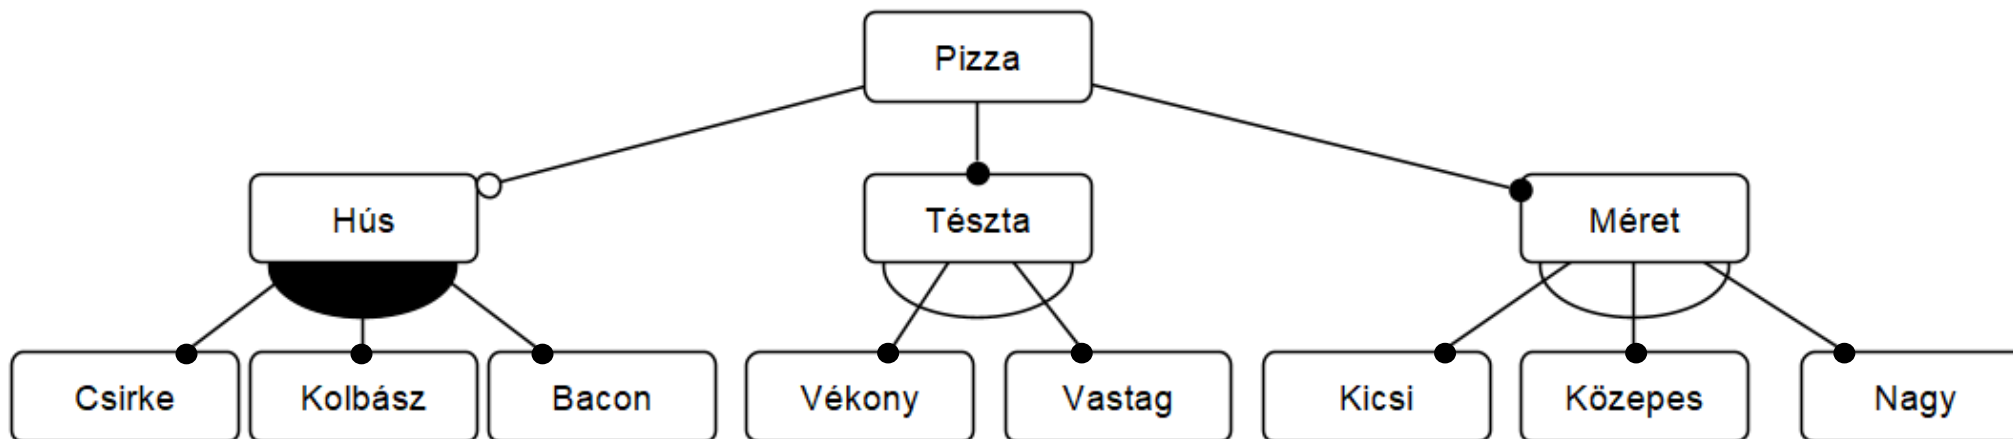 Pizza
Hús
Tészta
Méret
Csirke
Kolbász
Bacon
Vékony
Vastag
Kicsi
Közepes
Nagy